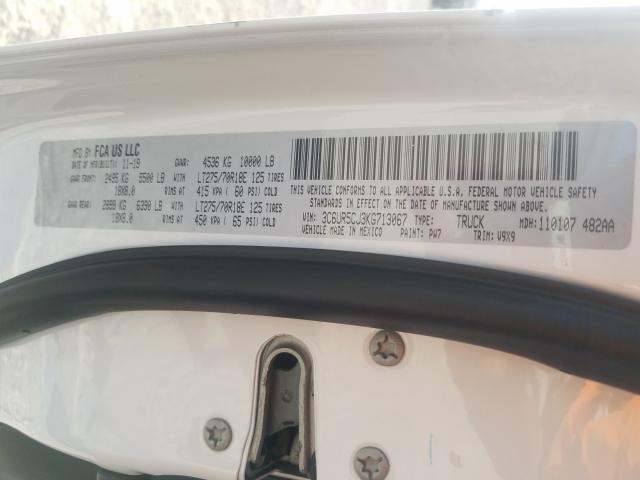 MFD BY FCA US LLC
DATE OF MFR(BUILT): 11-19 GVWR: 4536 KG 10000 LB
GAWR FRONT: 2495 KG 5500 LB LT275/70R18E 125 TIRES
18X8.0 RIMS AT 415 KPA ( 60 PSI) COLD
GAWR REAR: 2899 KG 6390 LB LT275/70R18E 125 TIRES
18X8.0 RIMS AT 450 KPA ( 65 PSI) COLD
THIS VEHICLE CONFORMS TO ALL APPLICABLE U.S.A. FEDERAL MOTOR VEHICLE SAFETY
STANDARDS IN EFFECT ON THE DATE OF MANUFACTURE SHOWN ABOVE.
VIN: 3C6UR5CJ3KG713067 TYPE: TRUCK MDH: 110107 482AA
VEHICLE MADE IN MEXICO PAINT: PW7 TRIM: V9X9